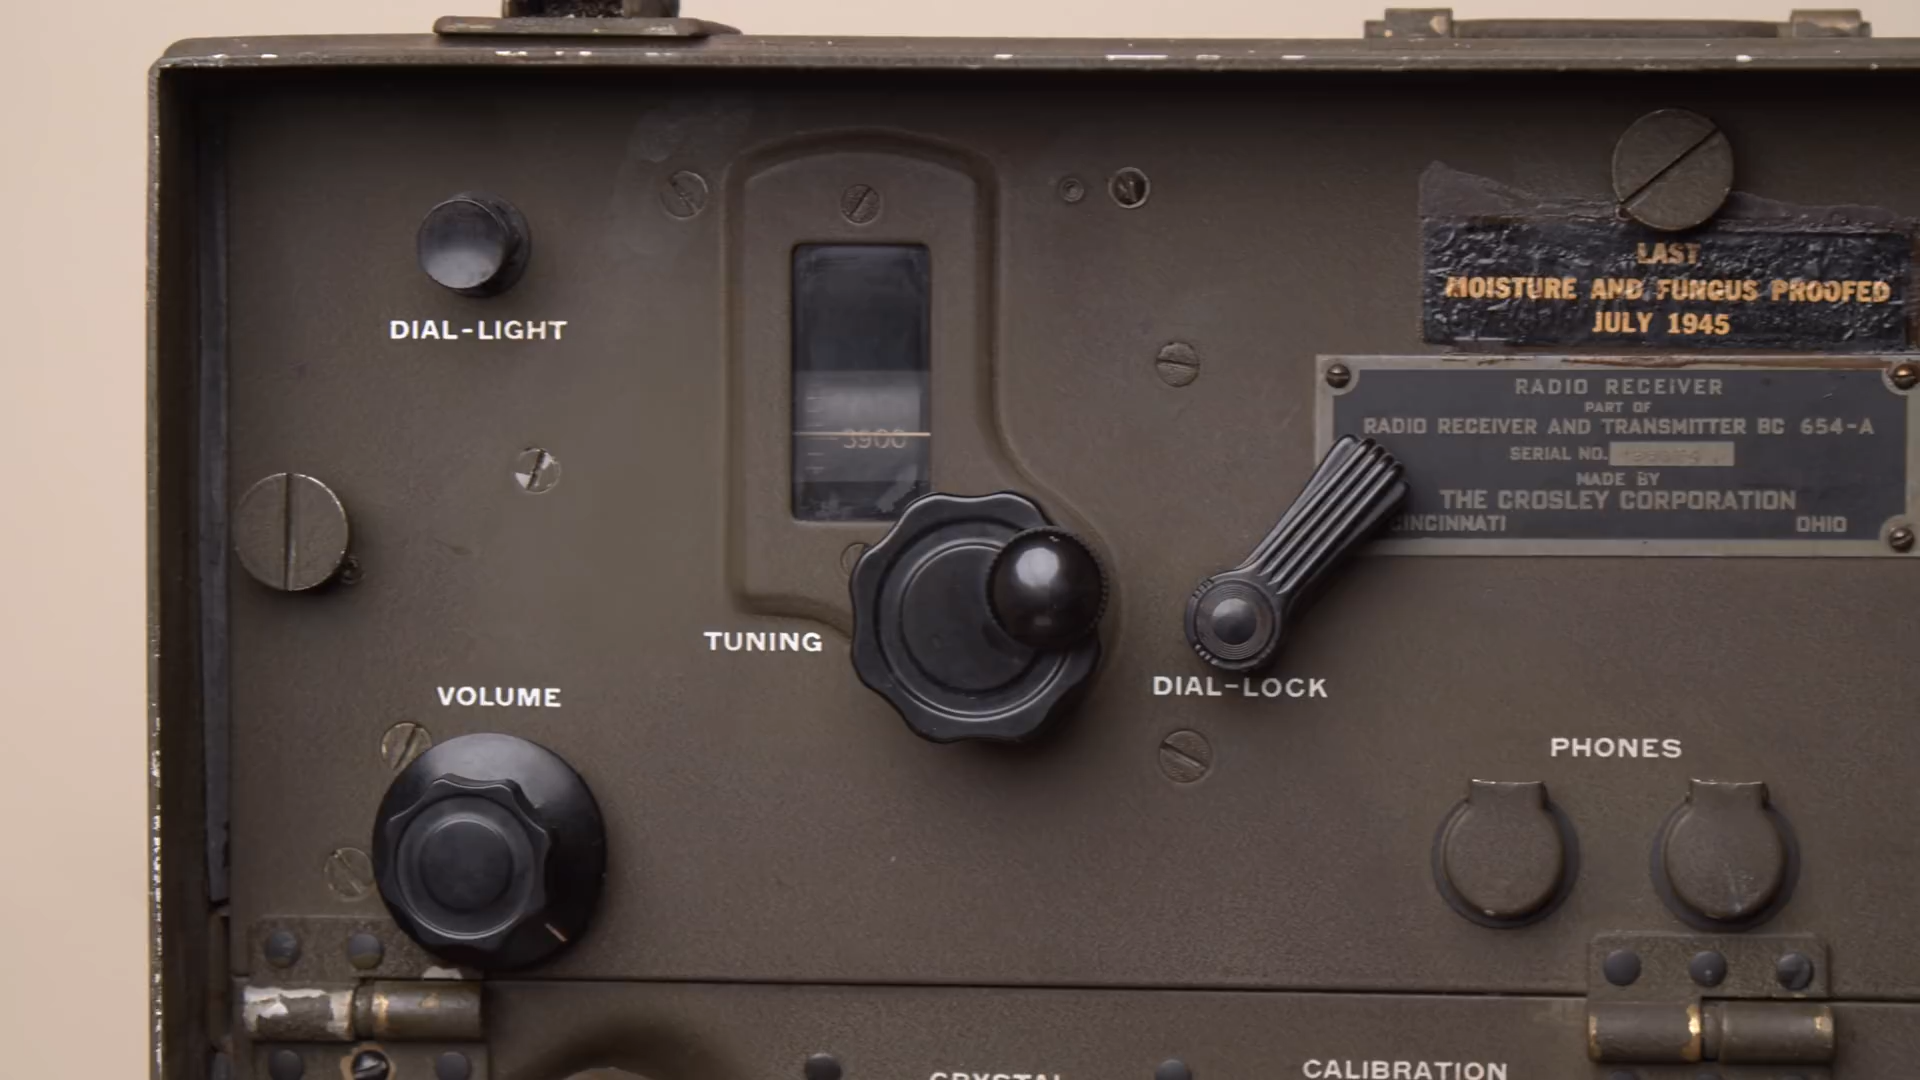 LAST
MOISTURE AND FUNGUS PROOFED
JULY 1945
DIAL-LIGHT
RADIO RECEIVER
PART OF
RADIO RECEIVER AND TRANSMITTER BC 654-A
3900
SERIAL NO.
MADE BY
THE CROSLEY CORPORATION
CINCINNATI OHIO
TUNING
DIAL-LOCK
VOLUME
PHONES
CALIBRATION
CRYSTAL